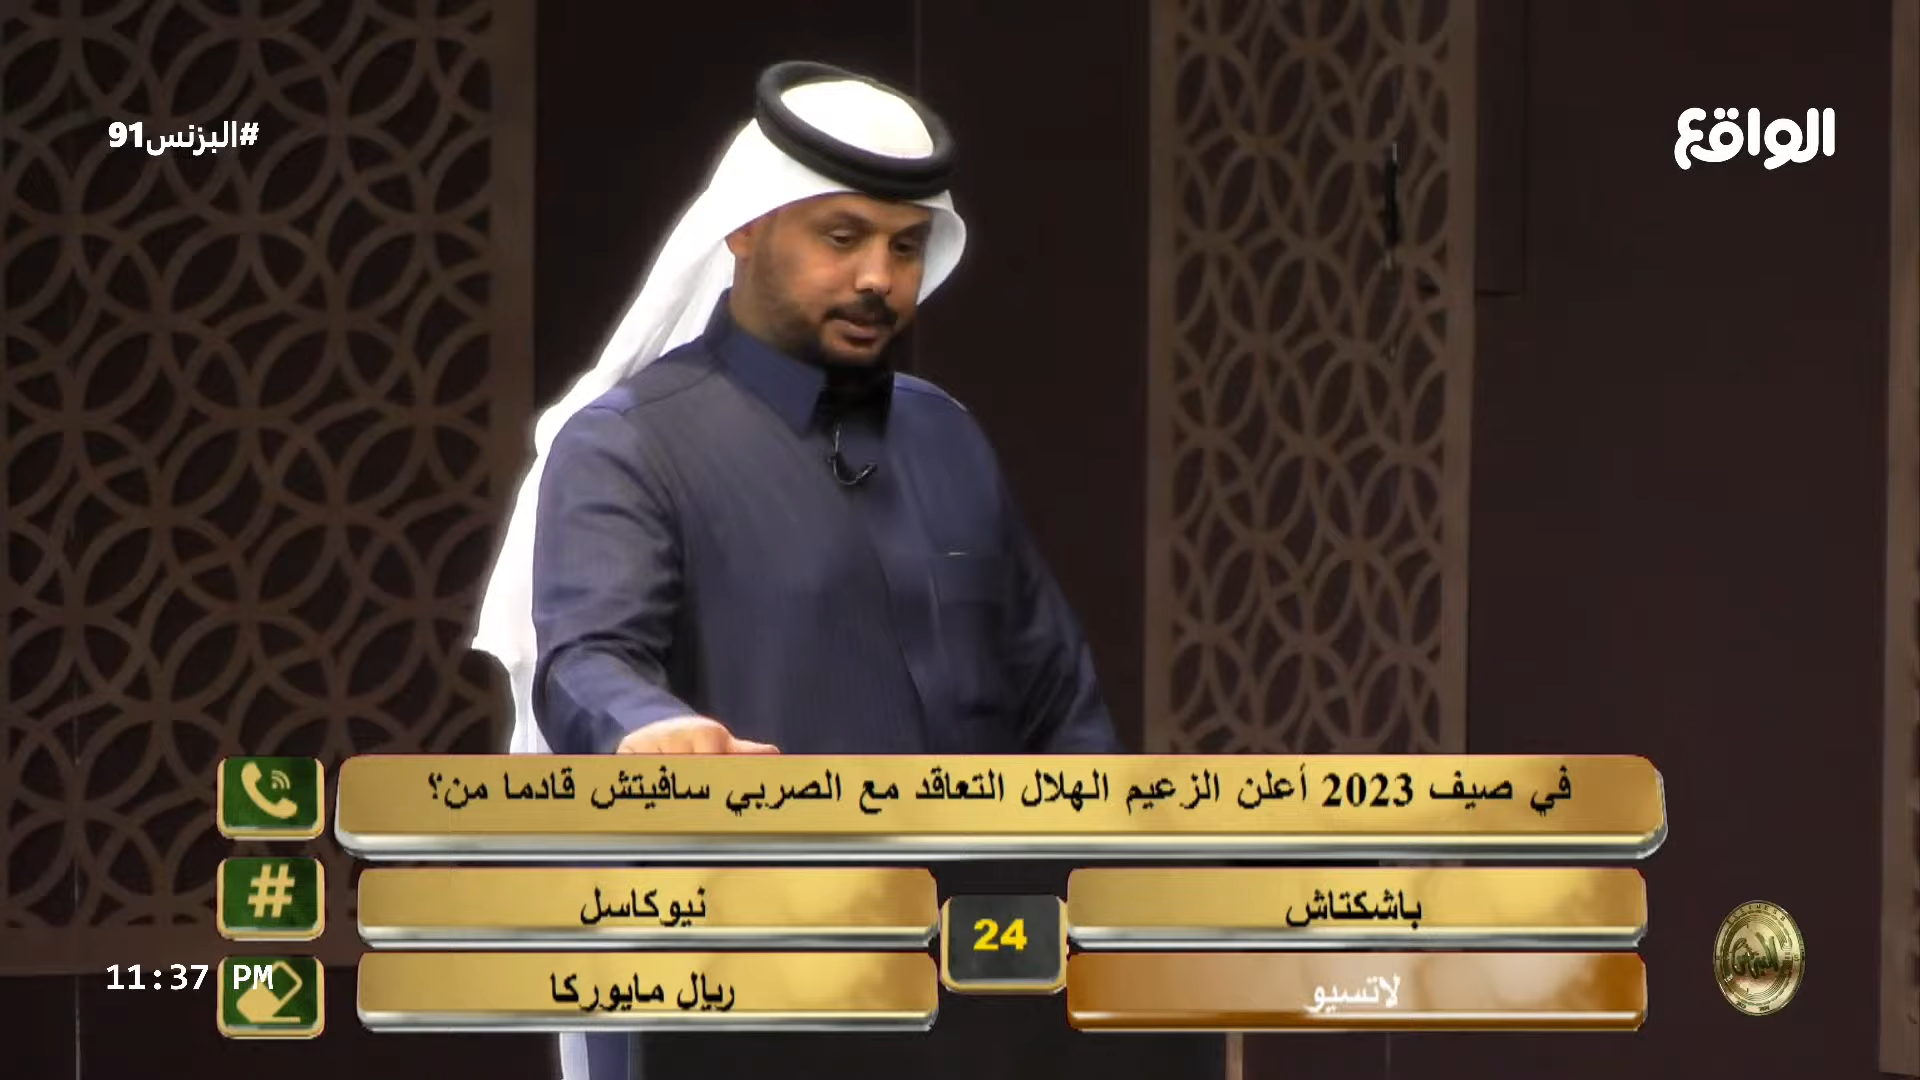 #البزنس91
الواقع
في صيف 2023 أعلن الزعيم الهلال التعاقد مع الصربي سافيتش قادما من؟
باشكتاش
نيوكاسل
24
لاتسيو
ريال مايوركا
#
11:37 PM